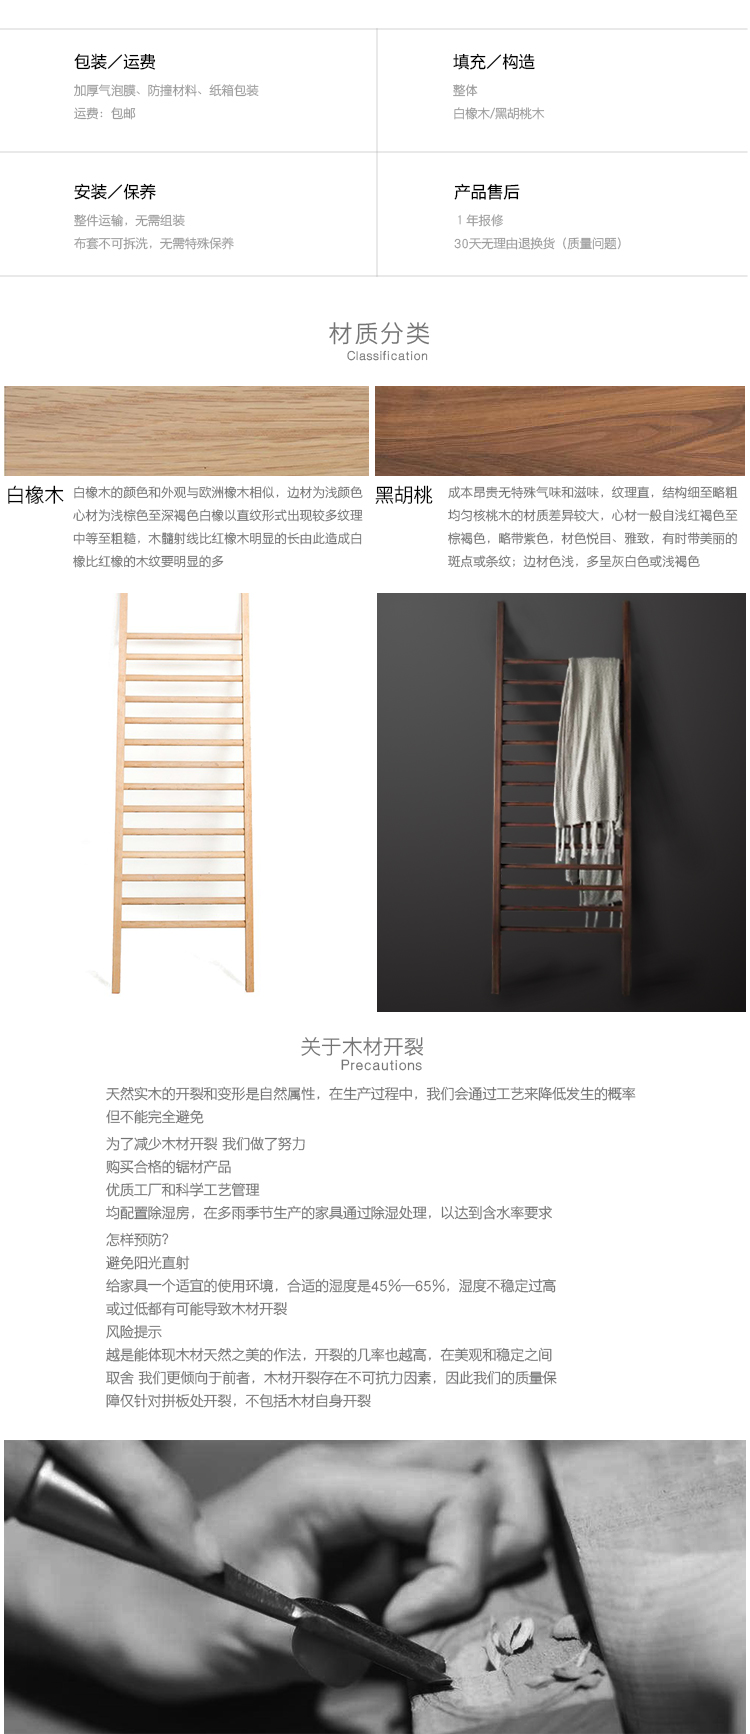 包装／运费
加厚气泡膜、防撞材料、纸箱包装
运费：包邮
填充／构造
整体
白橡木/黑胡桃木
安装／保养
整件运输，无需组装
布套不可拆洗，无需特殊保养
产品售后
1 年报修
30天无理由退换货（质量问题）
材质分类
Classification
白橡木
白橡木的颜色和外观与欧洲橡木相似，边材为浅颜色
心材为浅棕色至深褐色白橡以直纹形式出现较多纹理
中等至粗糙，木髓射线比红橡木明显的长由此造成白
橡比红橡的木纹要明显的多
黑胡桃
成本昂贵无特殊气味和滋味，纹理直，结构细至略粗
均匀核桃木的材质差异较大，心材一般自浅红褐色至
棕褐色，略带紫色，材色悦目、雅致，有时带美丽的
斑点或条纹；边材色浅，多呈灰白色或浅褐色
关于木材开裂
Precautions
天然实木的开裂和变形是自然属性，在生产过程中，我们会通过工艺来降低发生的概率
但不能完全避免
为了减少木材开裂 我们做了努力
购买合格的锯材产品
优质工厂和科学工艺管理
均配置除湿房，在多雨季节生产的家具通过除湿处理，以达到含水率要求
怎样预防？
避免阳光直射
给家具一个适宜的使用环境，合适的湿度是45%—65%，湿度不稳定过高
或过低都有可能导致木材开裂
风险提示
越是能体现木材天然之美的作法，开裂的几率也越高，在美观和稳定之间
取舍 我们更倾向于前者，木材开裂存在不可抗力因素，因此我们的质量保
障仅针对拼板处开裂，不包括木材自身开裂